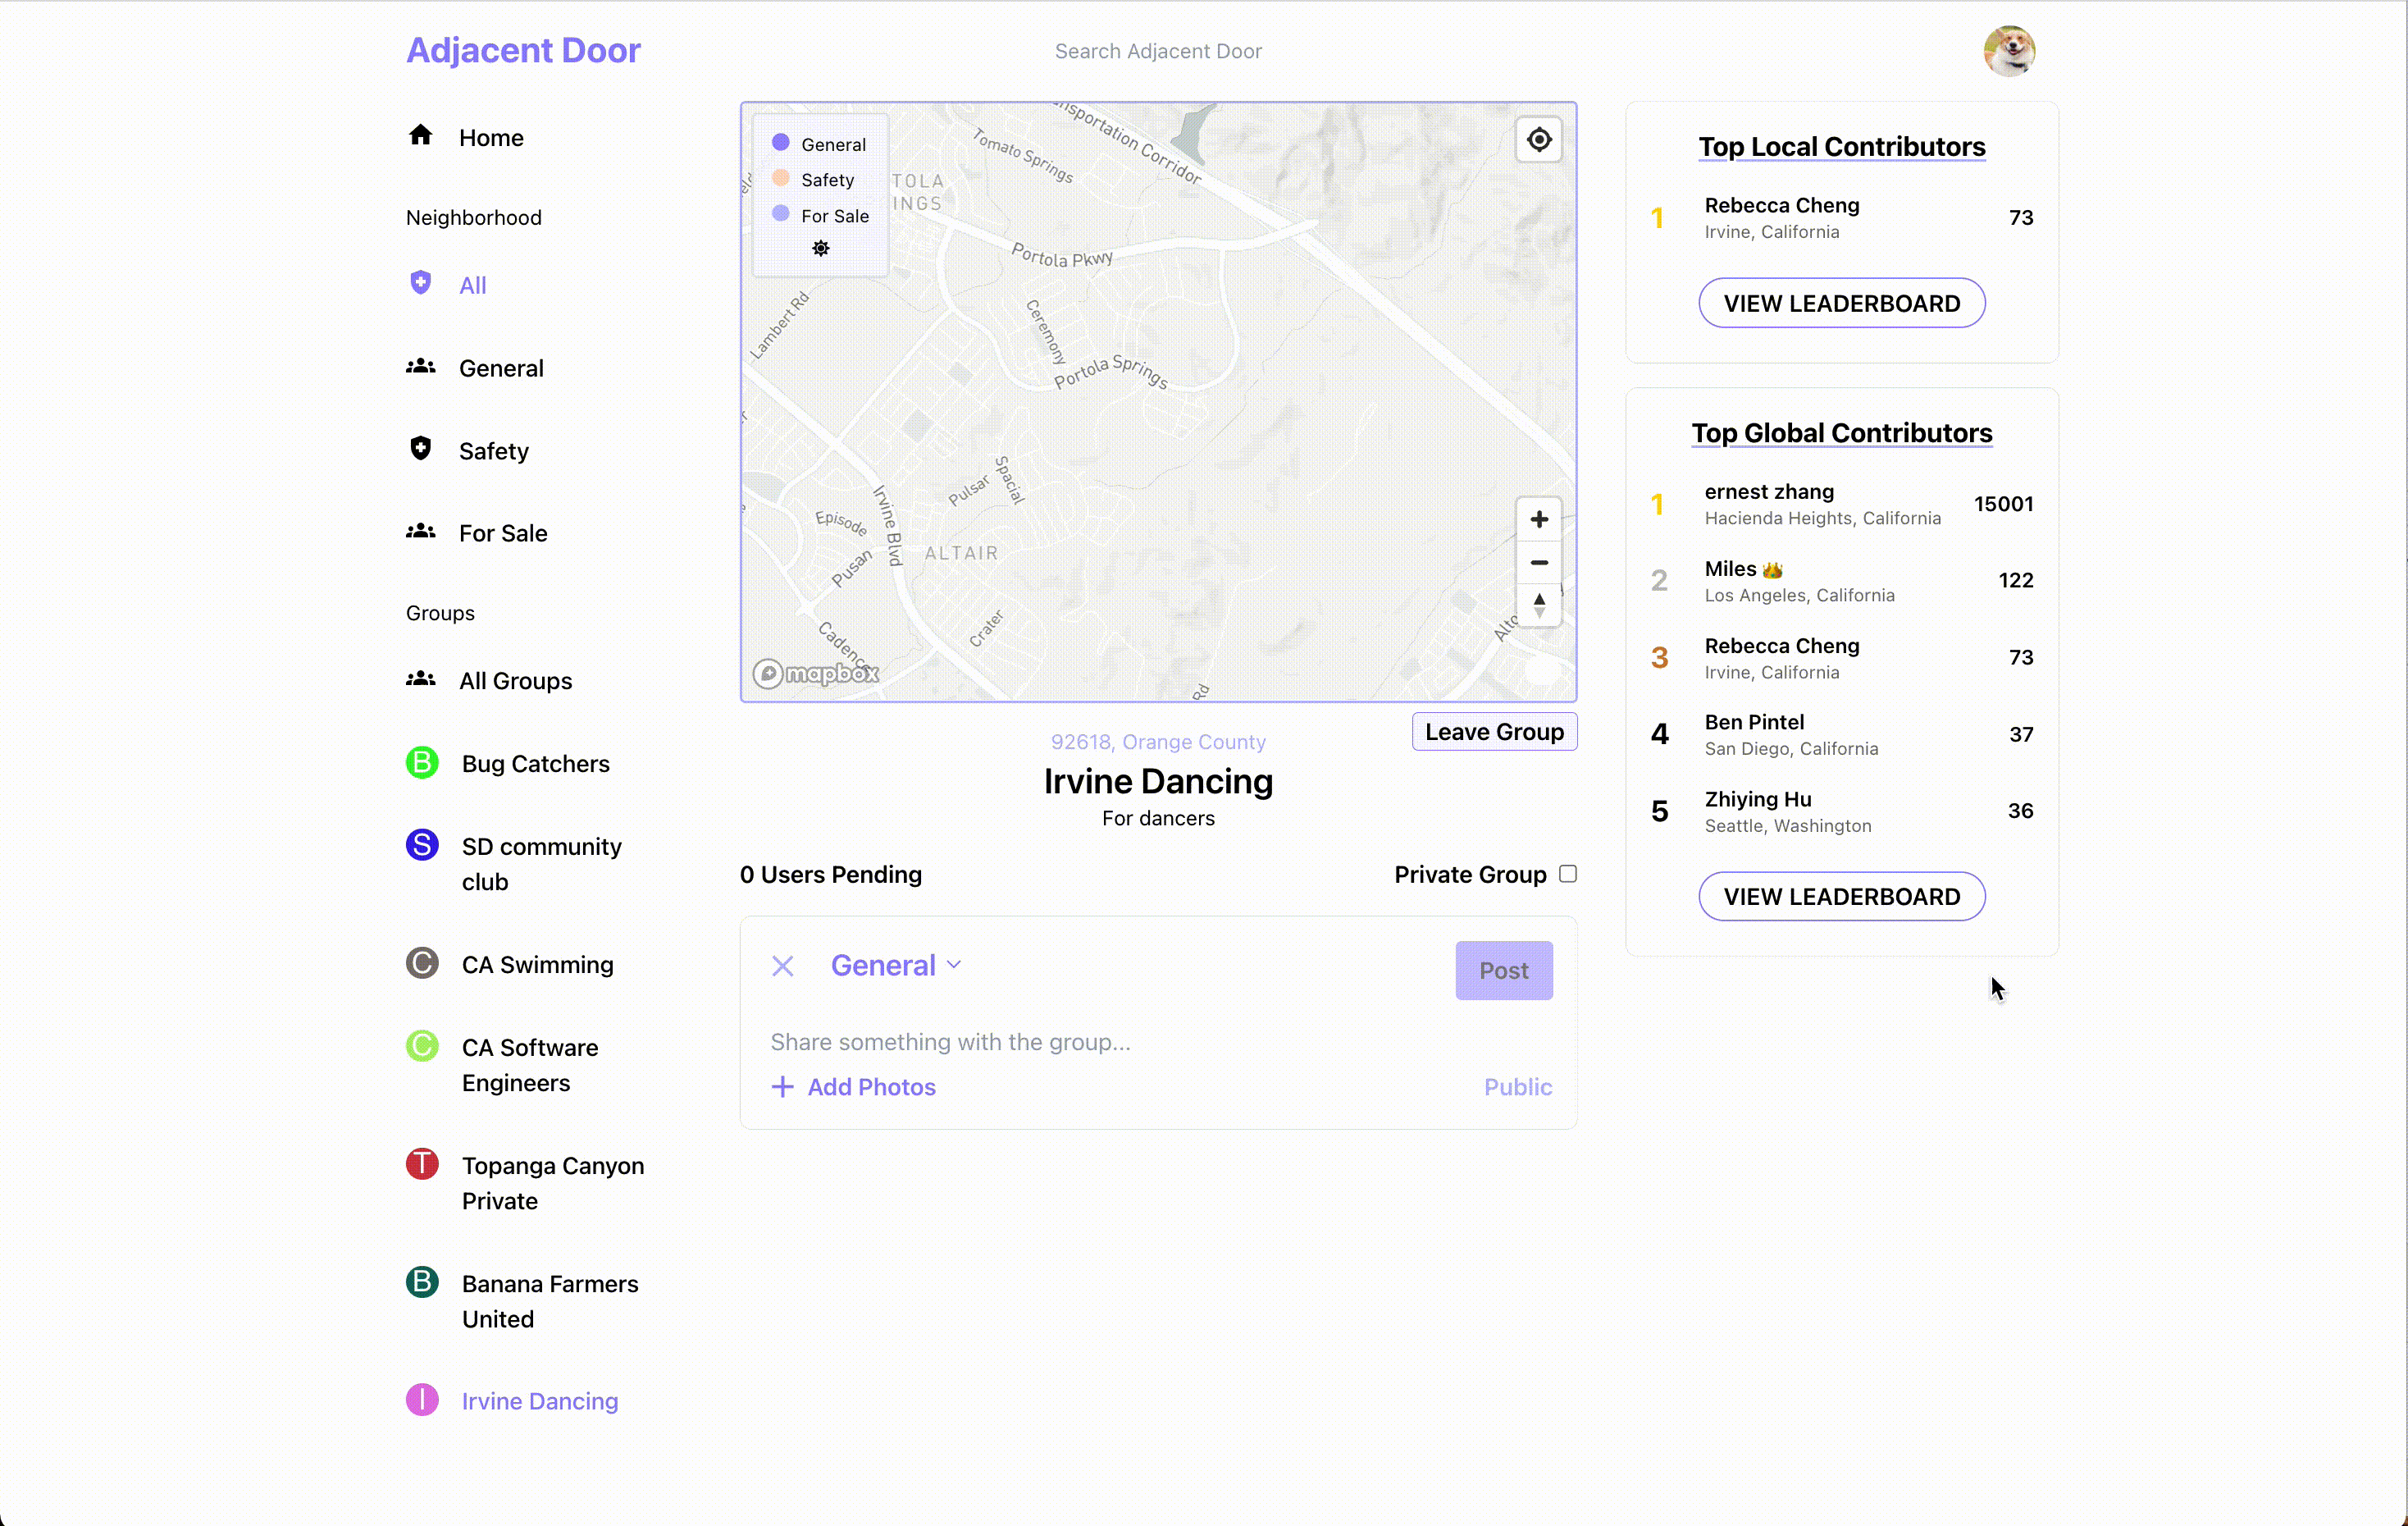 Adjacent Door
Search Adjacent Door
Home
Neighborhood
All
General
Safety
For Sale
Groups
All Groups
B
Bug Catchers
S
SD community
club
C
CA Swimming
C
CA Software
Engineers
T
Topanga Canyon
Private
B
Banana Farmers
United
I
Irvine Dancing
General
Safety
For Sale
nsportation Corridor
Tomato Springs
TOLA
INGS
Portola Pkwy
Lambert Rd
Ceremony
Portola Springs
Irvine Blvd
Pulsar
Spacial
Episode
Pusan
ALTAIR
Crater
Cadence
Alto
Rd
mapbox
Leave Group
92618, Orange County
Irvine Dancing
For dancers
0 Users Pending
Private Group
General
Post
Share something with the group...
Add Photos
Public
Top Local Contributors
1
Rebecca Cheng
Irvine, California
73
VIEW LEADERBOARD
Top Global Contributors
1
ernest zhang
Hacienda Heights, California
15001
2
Miles
Los Angeles, California
122
3
Rebecca Cheng
Irvine, California
73
4
Ben Pintel
San Diego, California
37
5
Zhiying Hu
Seattle, Washington
36
VIEW LEADERBOARD